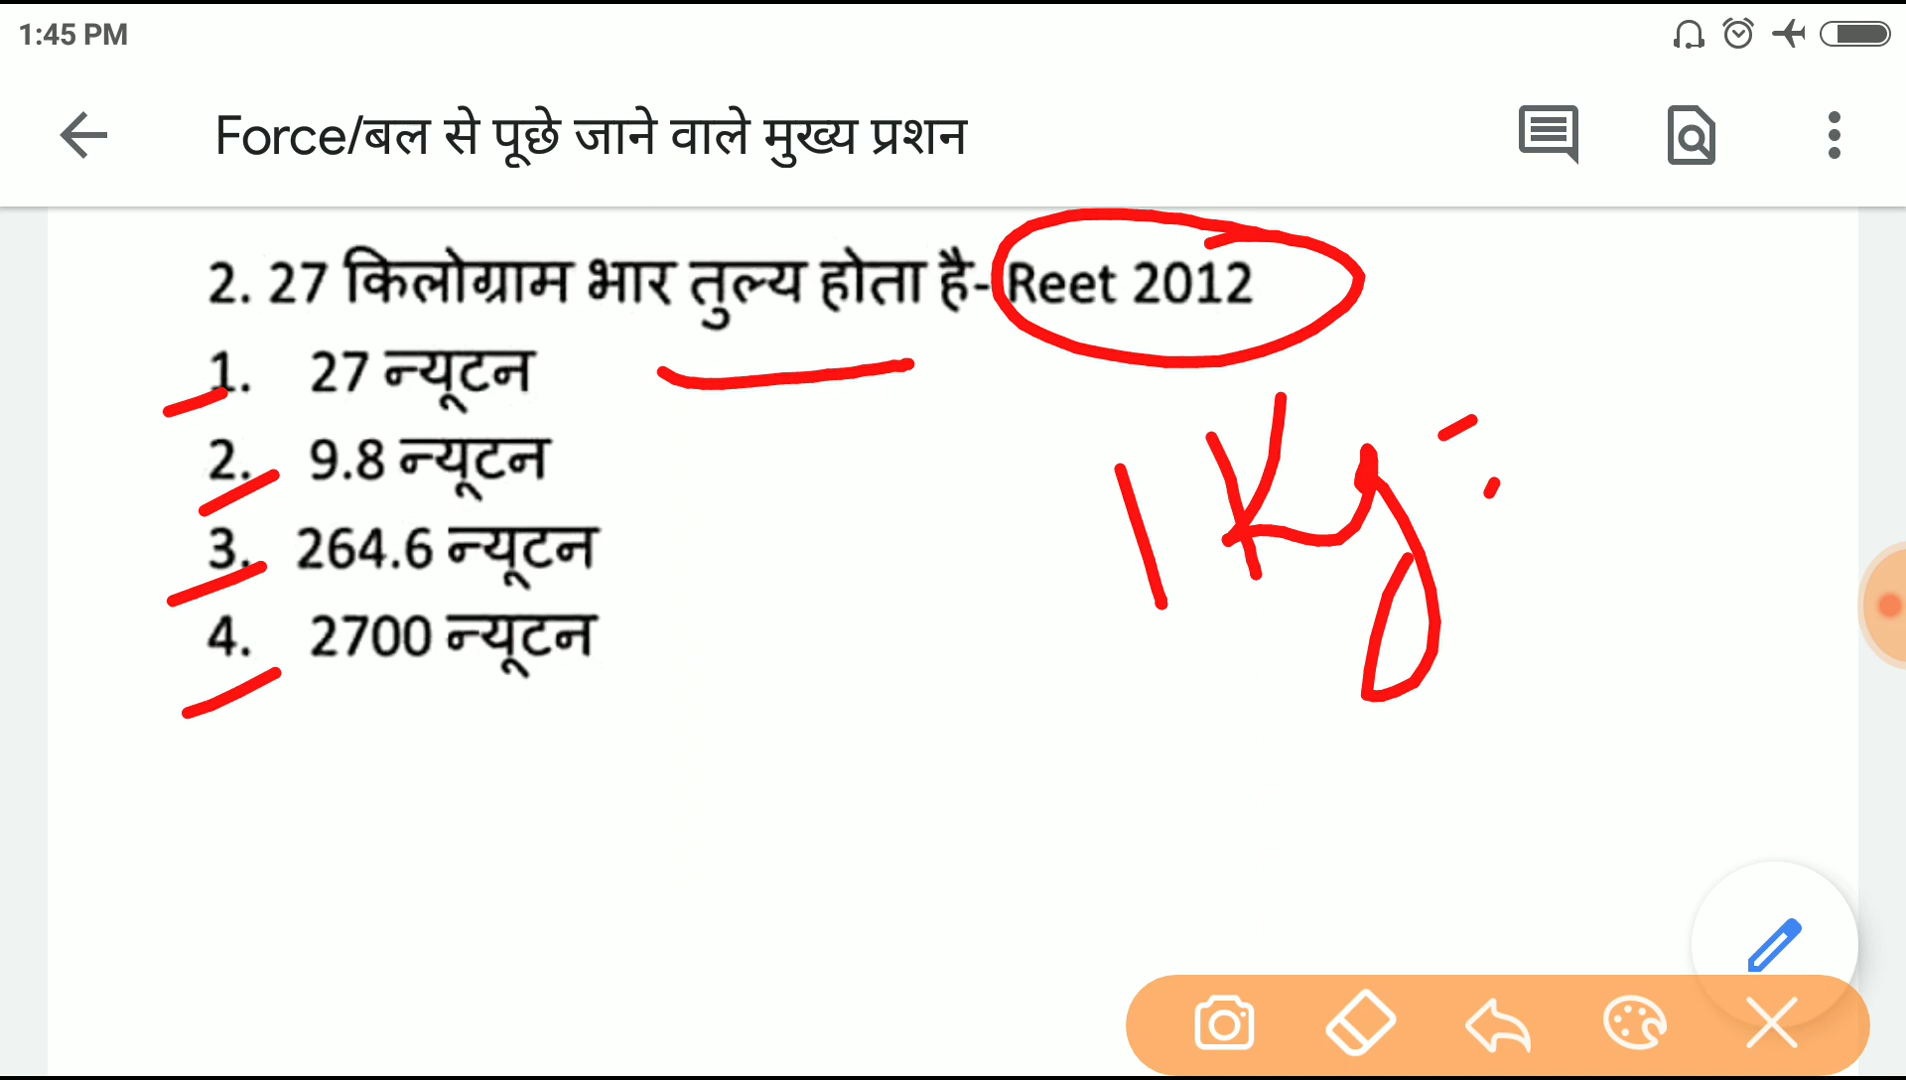 1:45 PM
Force/बल से पूछे जाने वाले मुख्य प्रशन
2. 27 किलोग्राम भार तुल्य होता है- Reet 2012
1. 27 न्यूटन
2. 9.8 न्यूटन
3. 264.6 न्यूटन
4. 2700 न्यूटन
1 Kg =